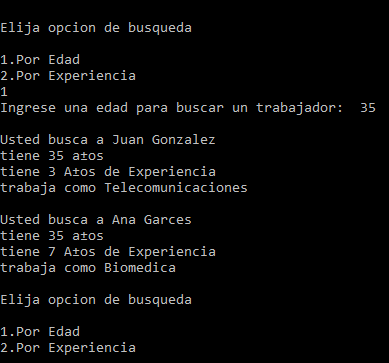 Elija opcion de busqueda
1.Por Edad
2.Por Experiencia
1
Ingrese una edad para buscar un trabajador:  35
Usted busca a Juan Gonzalez
tiene 35 a±os
tiene 3 A±os de Experiencia
trabaja como Telecomunicaciones
Usted busca a Ana Garces
tiene 35 a±os
tiene 7 A±os de Experiencia
trabaja como Biomedica
Elija opcion de busqueda
1.Por Edad
2.Por Experiencia